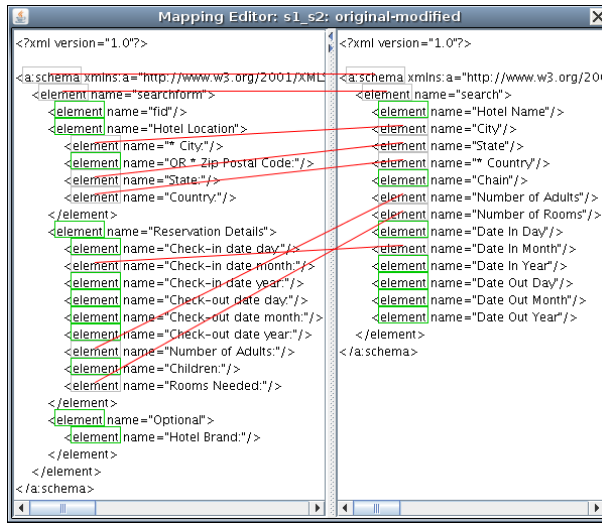 Mapping Editor: s1_s2: original-modified
<?xml version="1.0"?>
<a:schema xmlns:a="http://www.w3.org/2001/XMLS
<element name="searchform">
<element name="fid"/>
<element name="Hotel Location">
<element name="* City:"/>
<element name="OR * Zip Postal Code:"/>
<element name="State:"/>
<element name="Country:"/>
</element>
<element name="Reservation Details">
<element name="Check-in date day:"/>
<element name="Check-in date month:"/>
<element name="Check-in date year:"/>
<element name="Check-out date day:"/>
<element name="Check-out date month:"/>
<element name="Check-out date year:"/>
<element name="Number of Adults:"/>
<element name="Children:"/>
<element name="Rooms Needed:"/>
</element>
<element name="Optional">
<element name="Hotel Brand:"/>
</element>
</element>
</a:schema>
<?xml version="1.0"?>
<a:schema xmlns:a="http://www.w3.org/200
<element name="search">
<element name="Hotel Name"/>
<element name="City"/>
<element name="State"/>
<element name="* Country"/>
<element name="Chain"/>
<element name="Number of Adults"/>
<element name="Number of Rooms"/>
<element name="Date In Day"/>
<element name="Date In Month"/>
<element name="Date In Year"/>
<element name="Date Out Day"/>
<element name="Date Out Month"/>
<element name="Date Out Year"/>
</element>
</a:schema>